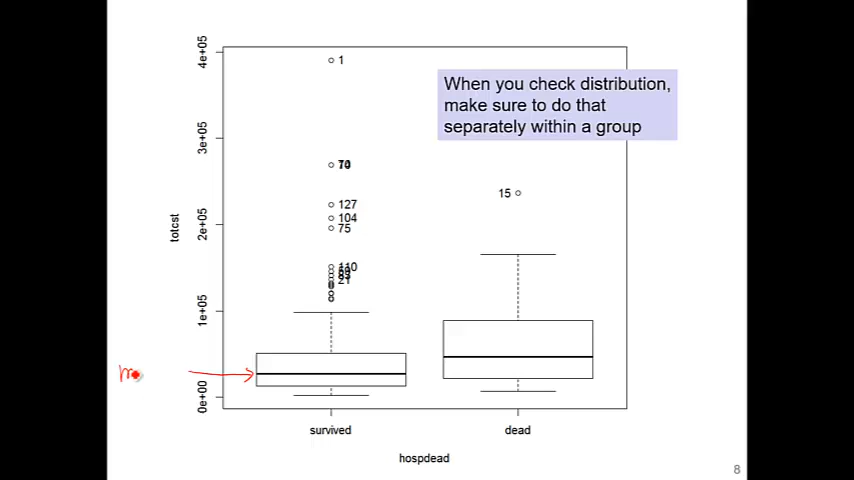 When you check distribution,
make sure to do that
separately within a group
4e+05
3e+05
2e+05
1e+05
0e+00
totcst
1
127
104
75
110
21
8
15
survived
dead
hospdead
8